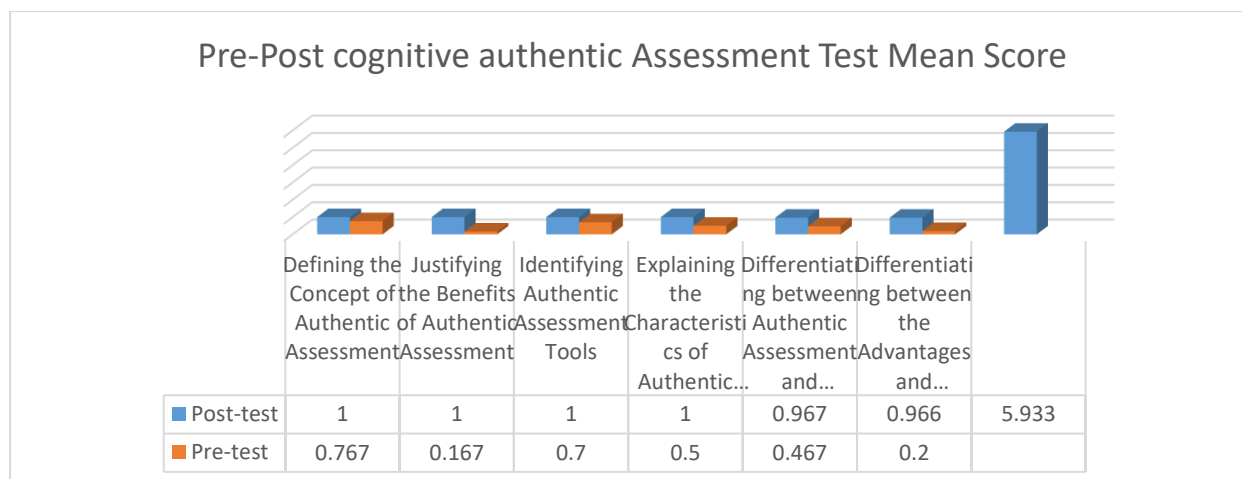 Pre-Post cognitive authentic Assessment Test Mean Score
Defining the
Concept of
Authentic
Assessment
Justifying
the Benefits
of Authentic
Assessment
Identifying
Authentic
Assessment
Tools
Explaining
the
Characteristi
cs of
Authentic…
Differentiati
ng between
Authentic
Assessment
and…
Differentiati
ng between
the
Advantages
and…
Post-test 1 1 1 1 0.967 0.966 5.933
Pre-test 0.767 0.167 0.7 0.5 0.467 0.2